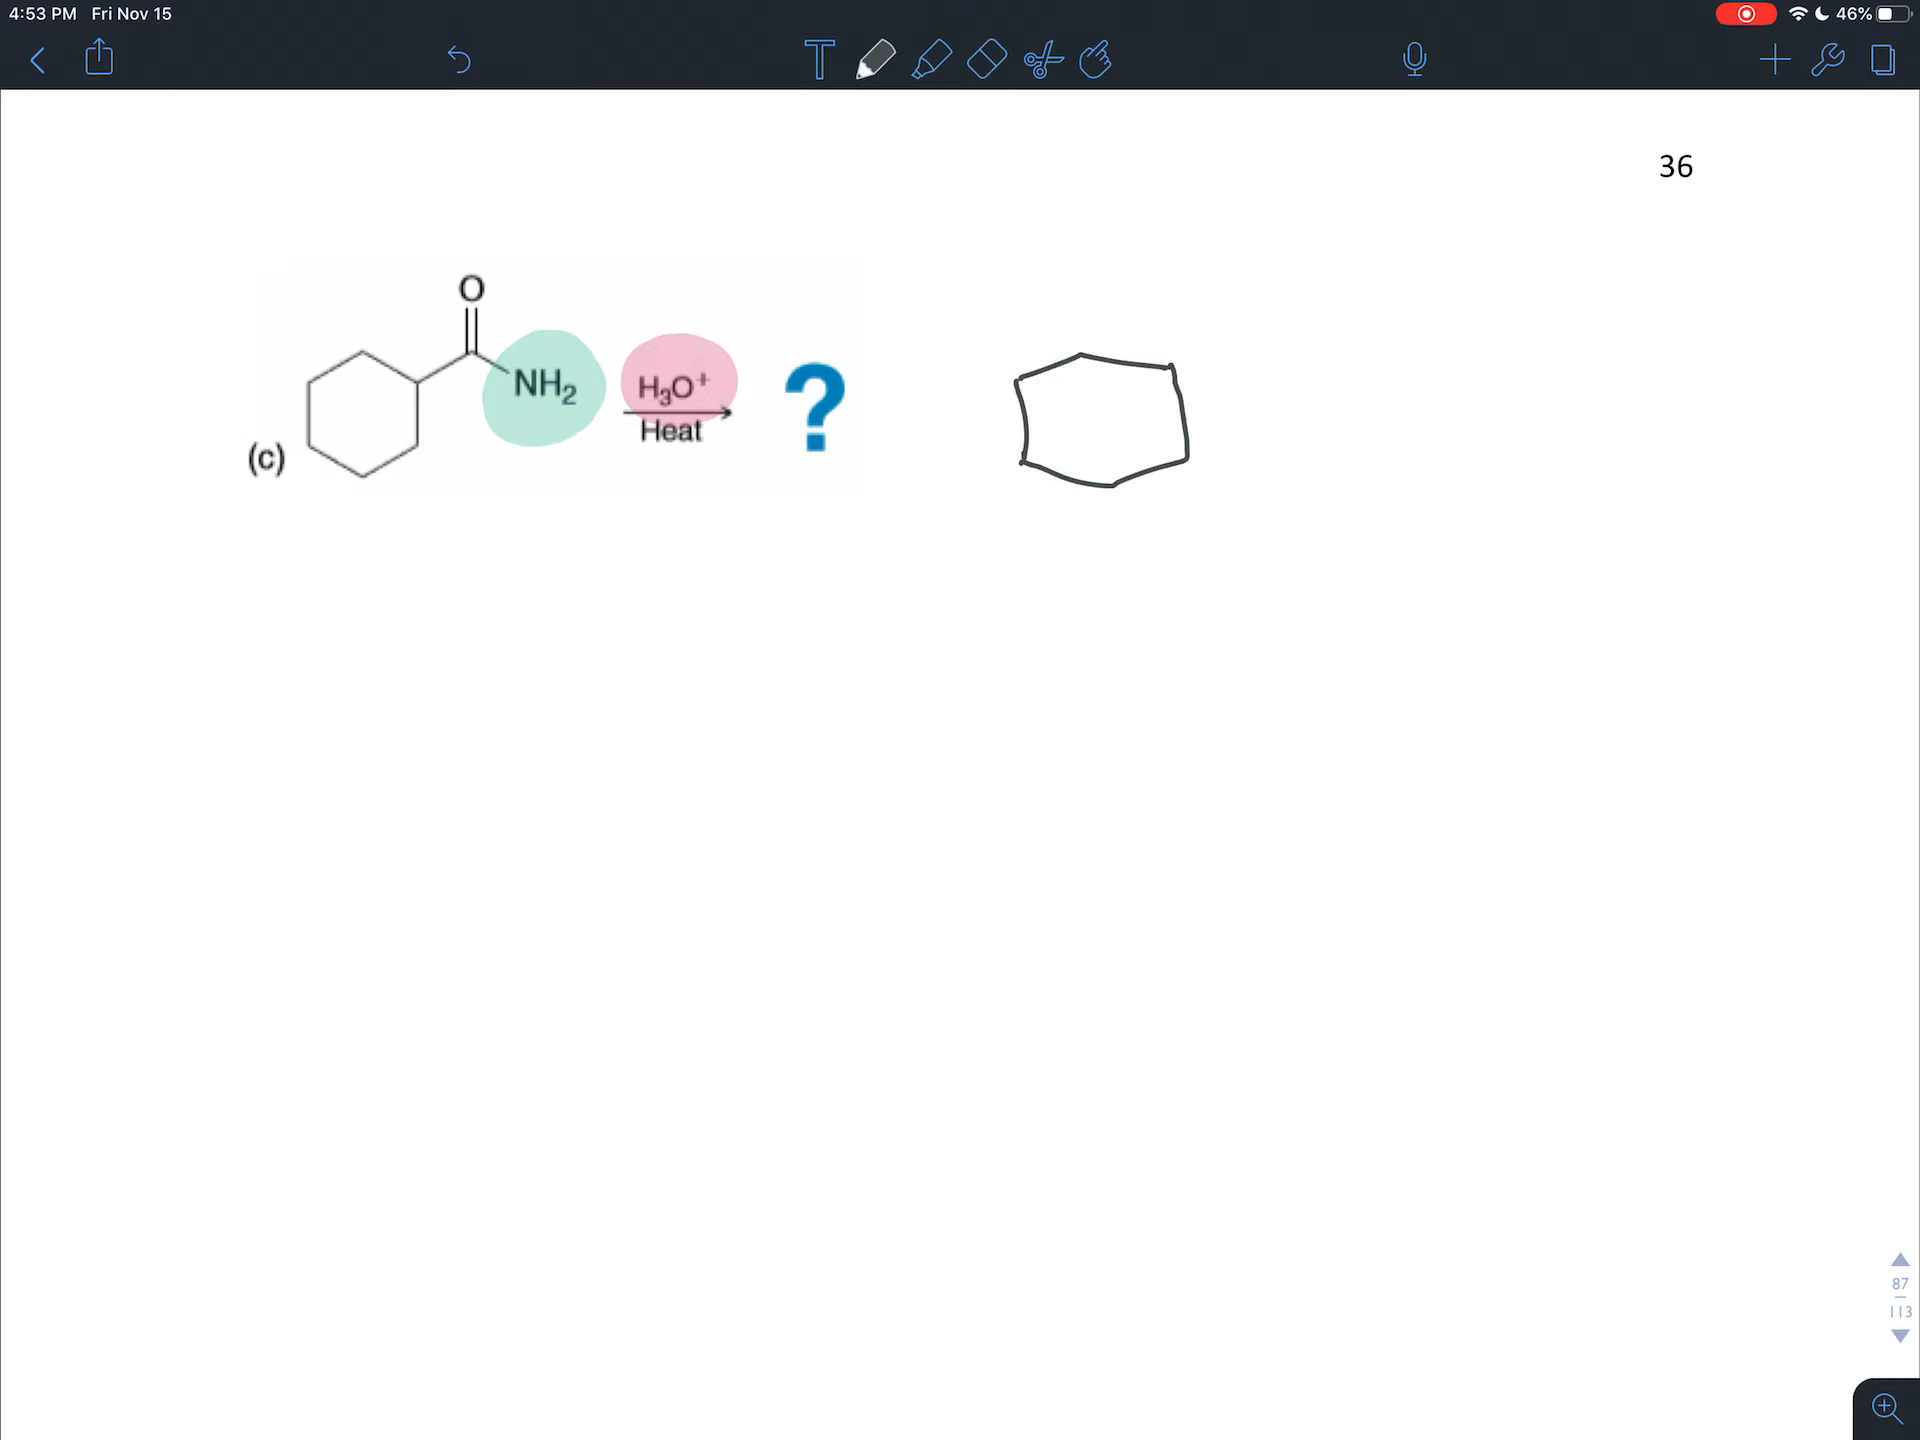 4:53 PM Fri Nov 15
46%
36
O
NH₂
H₃O⁺
Heat
?
(c)
87
113